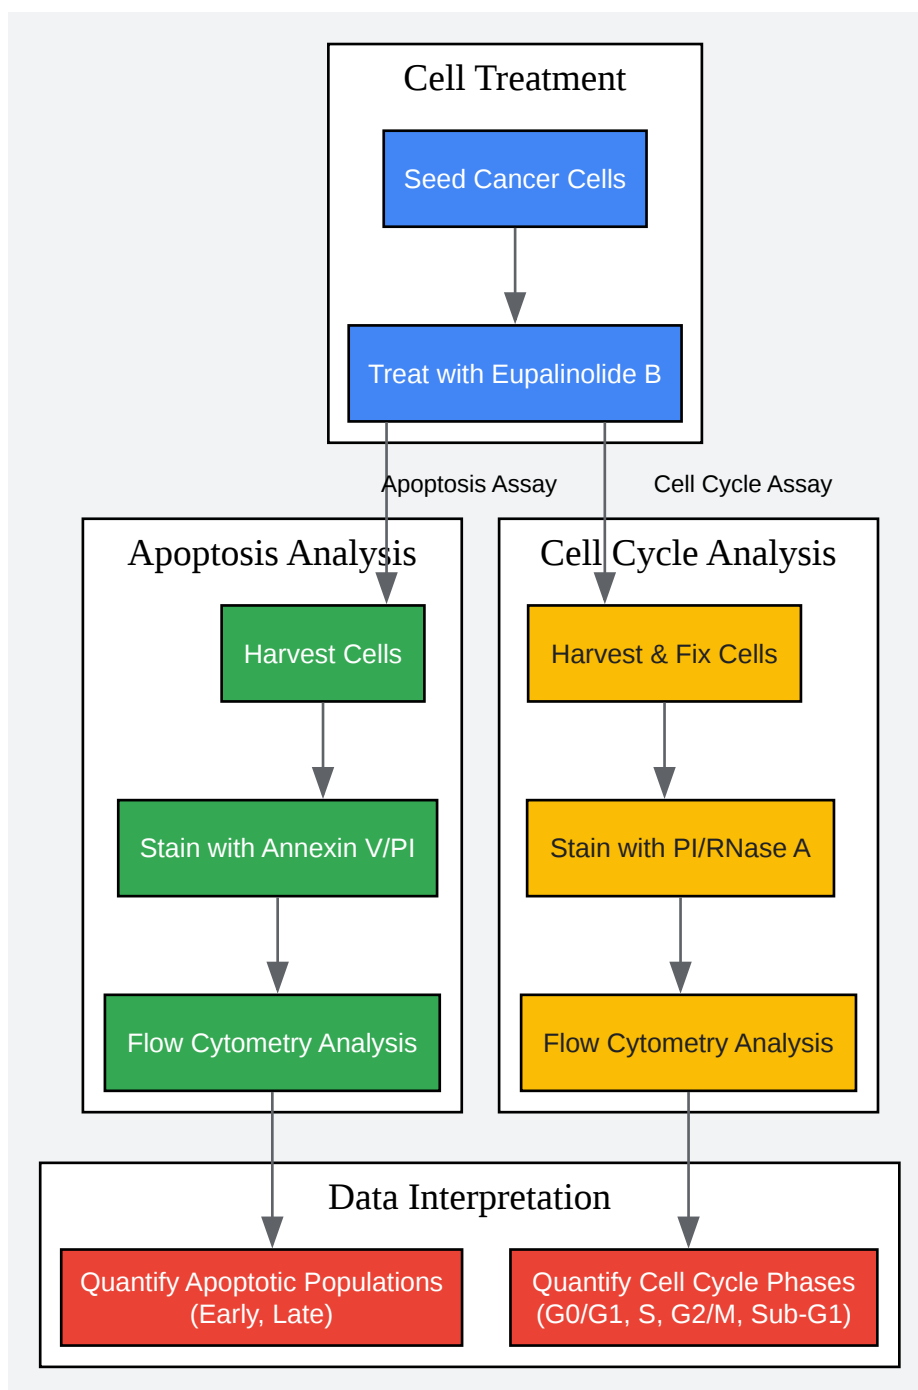 Cell Treatment
Seed Cancer Cells
Treat with Eupalinolide B
Apoptosis Assay
Cell Cycle Assay
Apoptosis Analysis
Harvest Cells
Stain with Annexin V/PI
Flow Cytometry Analysis
Cell Cycle Analysis
Harvest & Fix Cells
Stain with PI/RNase A
Flow Cytometry Analysis
Data Interpretation
Quantify Apoptotic Populations
(Early, Late)
Quantify Cell Cycle Phases
(G0/G1, S, G2/M, Sub-G1)